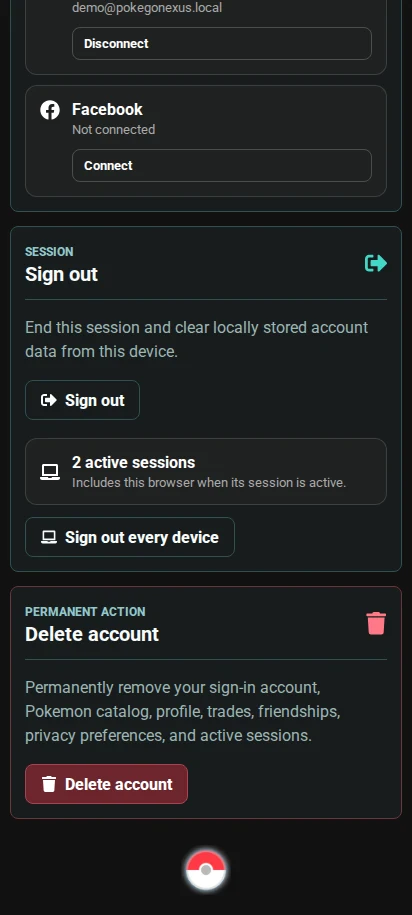 demo@pokegonexus.local
Disconnect
Facebook
Not connected
Connect
SESSION
Sign out
End this session and clear locally stored account
data from this device.
Sign out
2 active sessions
Includes this browser when its session is active.
Sign out every device
PERMANENT ACTION
Delete account
Permanently remove your sign-in account,
Pokemon catalog, profile, trades, friendships,
privacy preferences, and active sessions.
Delete account